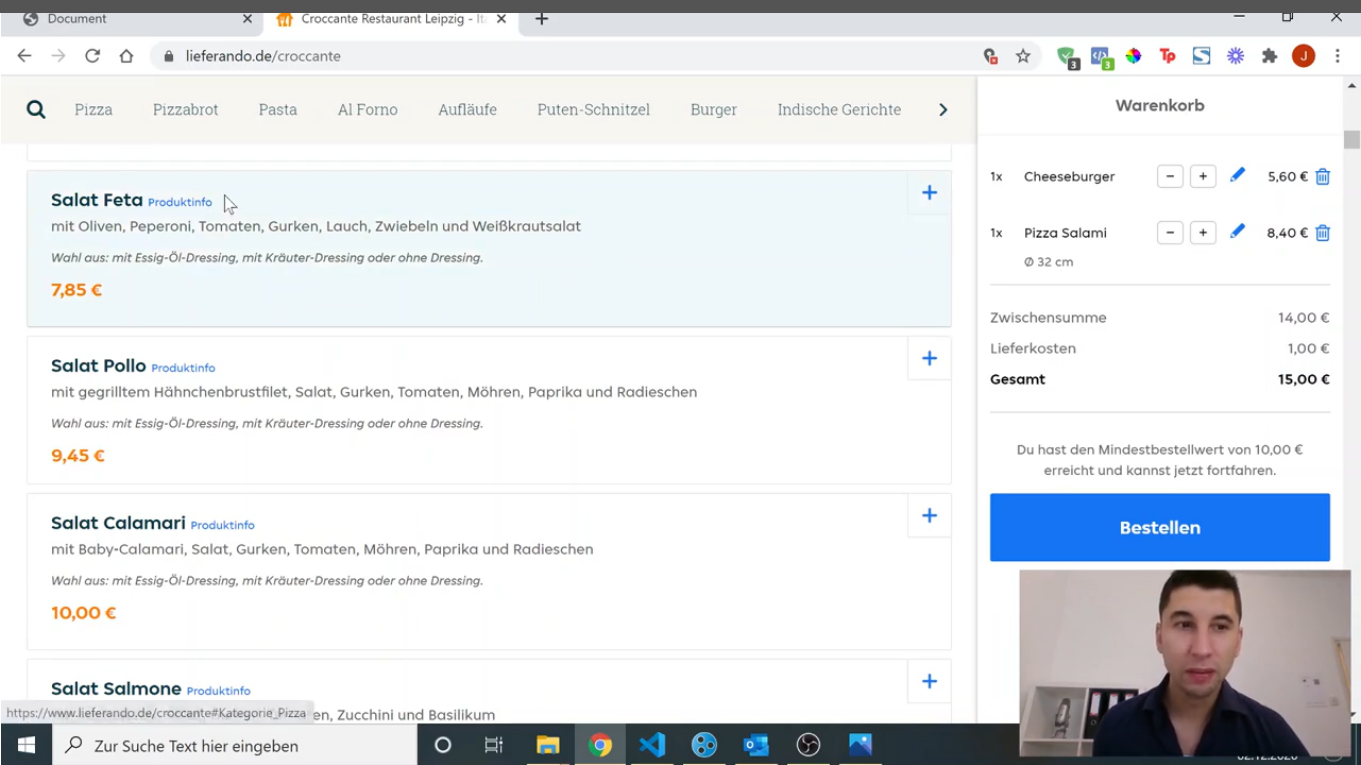 Document
Croccante Restaurant Leipzig - It
lieferando.de/croccante
3
3
Tp
J
Pizza Pizzabrot Pasta Al Forno Aufläufe Puten-Schnitzel Burger Indische Gerichte
Salat Feta Produktinfo
mit Oliven, Peperoni, Tomaten, Gurken, Lauch, Zwiebeln und Weißkrautsalat
Wahl aus: mit Essig-Öl-Dressing, mit Kräuter-Dressing oder ohne Dressing.
7,85 €
Salat Pollo Produktinfo
mit gegrilltem Hähnchenbrustfilet, Salat, Gurken, Tomaten, Möhren, Paprika und Radieschen
Wahl aus: mit Essig-Öl-Dressing, mit Kräuter-Dressing oder ohne Dressing.
9,45 €
Salat Calamari Produktinfo
mit Baby-Calamari, Salat, Gurken, Tomaten, Möhren, Paprika und Radieschen
Wahl aus: mit Essig-Öl-Dressing, mit Kräuter-Dressing oder ohne Dressing.
10,00 €
Salat Salmone Produktinfo
en, Zucchini und Basilikum
https://www.lieferando.de/croccante#Kategorie_Pizza
Warenkorb
1x Cheeseburger − + 5,60 €
1x Pizza Salami − + 8,40 €
Ø 32 cm
Zwischensumme 14,00 €
Lieferkosten 1,00 €
Gesamt 15,00 €
Du hast den Mindestbestellwert von 10,00 €
erreicht und kannst jetzt fortfahren.
Bestellen
Zur Suche Text hier eingeben
02.12.2020